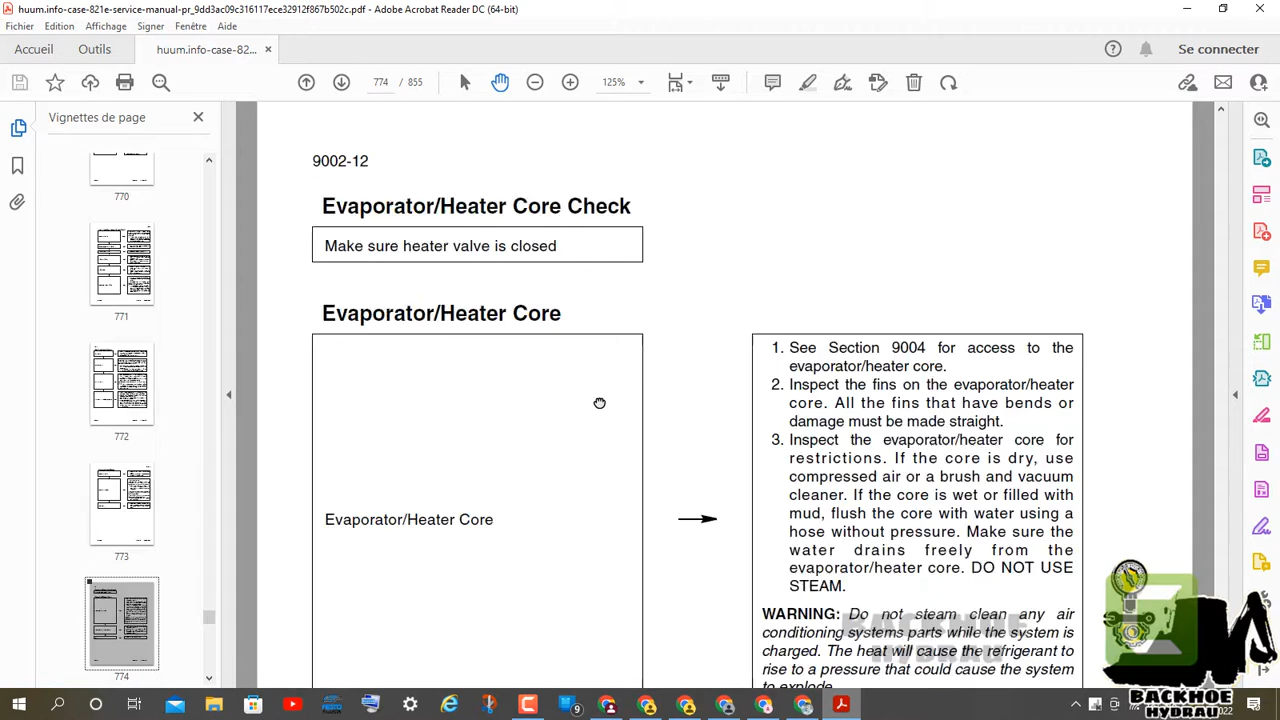 huum.info-case-821e-service-manual-pr_9dd3ac09c316117ece32912f867b502c.pdf - Adobe Acrobat Reader DC (64-bit)
Fichier Edition Affichage Signer Fenêtre Aide
Accueil Outils huum.info-case-82... × Se connecter
774 / 855 125%
Vignettes de page
770
771
772
773
774
9002-12
Evaporator/Heater Core Check
Make sure heater valve is closed
Evaporator/Heater Core
Evaporator/Heater Core
1. See Section 9004 for access to the
evaporator/heater core.
2. Inspect the fins on the evaporator/heater
core. All the fins that have bends or
damage must be made straight.
3. Inspect the evaporator/heater core for
restrictions. If the core is dry, use
compressed air or a brush and vacuum
cleaner. If the core is wet or filled with
mud, flush the core with water using a
hose without pressure. Make sure the
water drains freely from the
evaporator/heater core. DO NOT USE
STEAM.
WARNING: Do not steam clean any air
conditioning systems parts while the system is
charged. The heat will cause the refrigerant to
rise to a pressure that could cause the system
to explode.
BACKHOE
HYDRAU
BACKHOE
HYDRAU
9